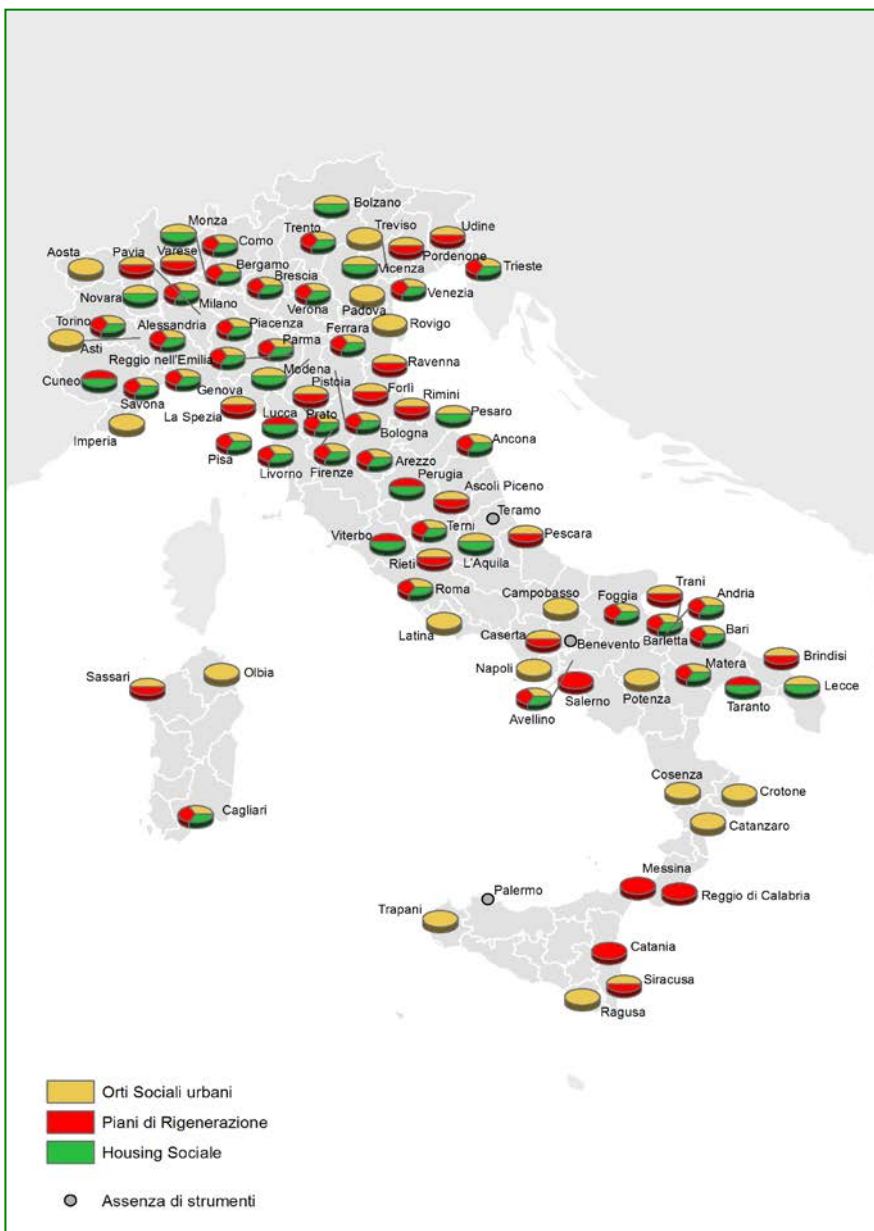 Bolzano
Monza
Treviso
Udine
Trento
Como
Pordenone
Aosta
Pavia
Varese
Bergamo
Vicenza
Trieste
Brescia
Novara
Milano
Verona
Padova
Venezia
Torino
Alessandria
Piacenza
Ferrara
Rovigo
Asti
Parma
Reggio nell'Emilia
Modena
Ravenna
Cuneo
Savona
Genova
Pistoia
Forlì
Rimini
La Spezia
Lucca
Prato
Pesaro
Imperia
Bologna
Ancona
Pisa
Livorno
Firenze
Arezzo
Perugia
Ascoli Piceno
Teramo
Viterbo
Terni
Pescara
Rieti
L'Aquila
Roma
Campobasso
Foggia
Trani
Andria
Latina
Caserta
Benevento
Barletta
Bari
Napoli
Matera
Brindisi
Sassari
Olbia
Avellino
Salerno
Potenza
Taranto
Lecce
Cosenza
Crotone
Cagliari
Catanzaro
Messina
Palermo
Reggio di Calabria
Trapani
Catania
Siracusa
Ragusa
Orti Sociali urbani
Piani di Rigenerazione
Housing Sociale
Assenza di strumenti